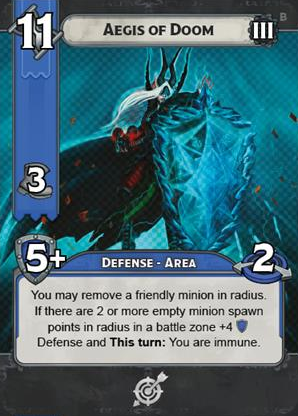 11
AEGIS OF DOOM
III
B
3
5+
DEFENSE - AREA
2
You may remove a friendly minion in radius.
If there are 2 or more empty minion spawn
points in radius in a battle zone +4
Defense and This turn: You are immune.